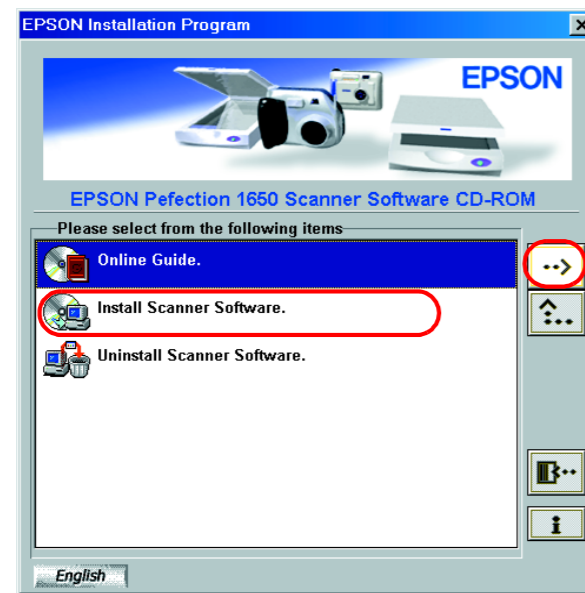 EPSON Installation Program
EPSON
EPSON Pefection 1650 Scanner Software CD-ROM
Please select from the following items
Online Guide.
Install Scanner Software.
Uninstall Scanner Software.
English